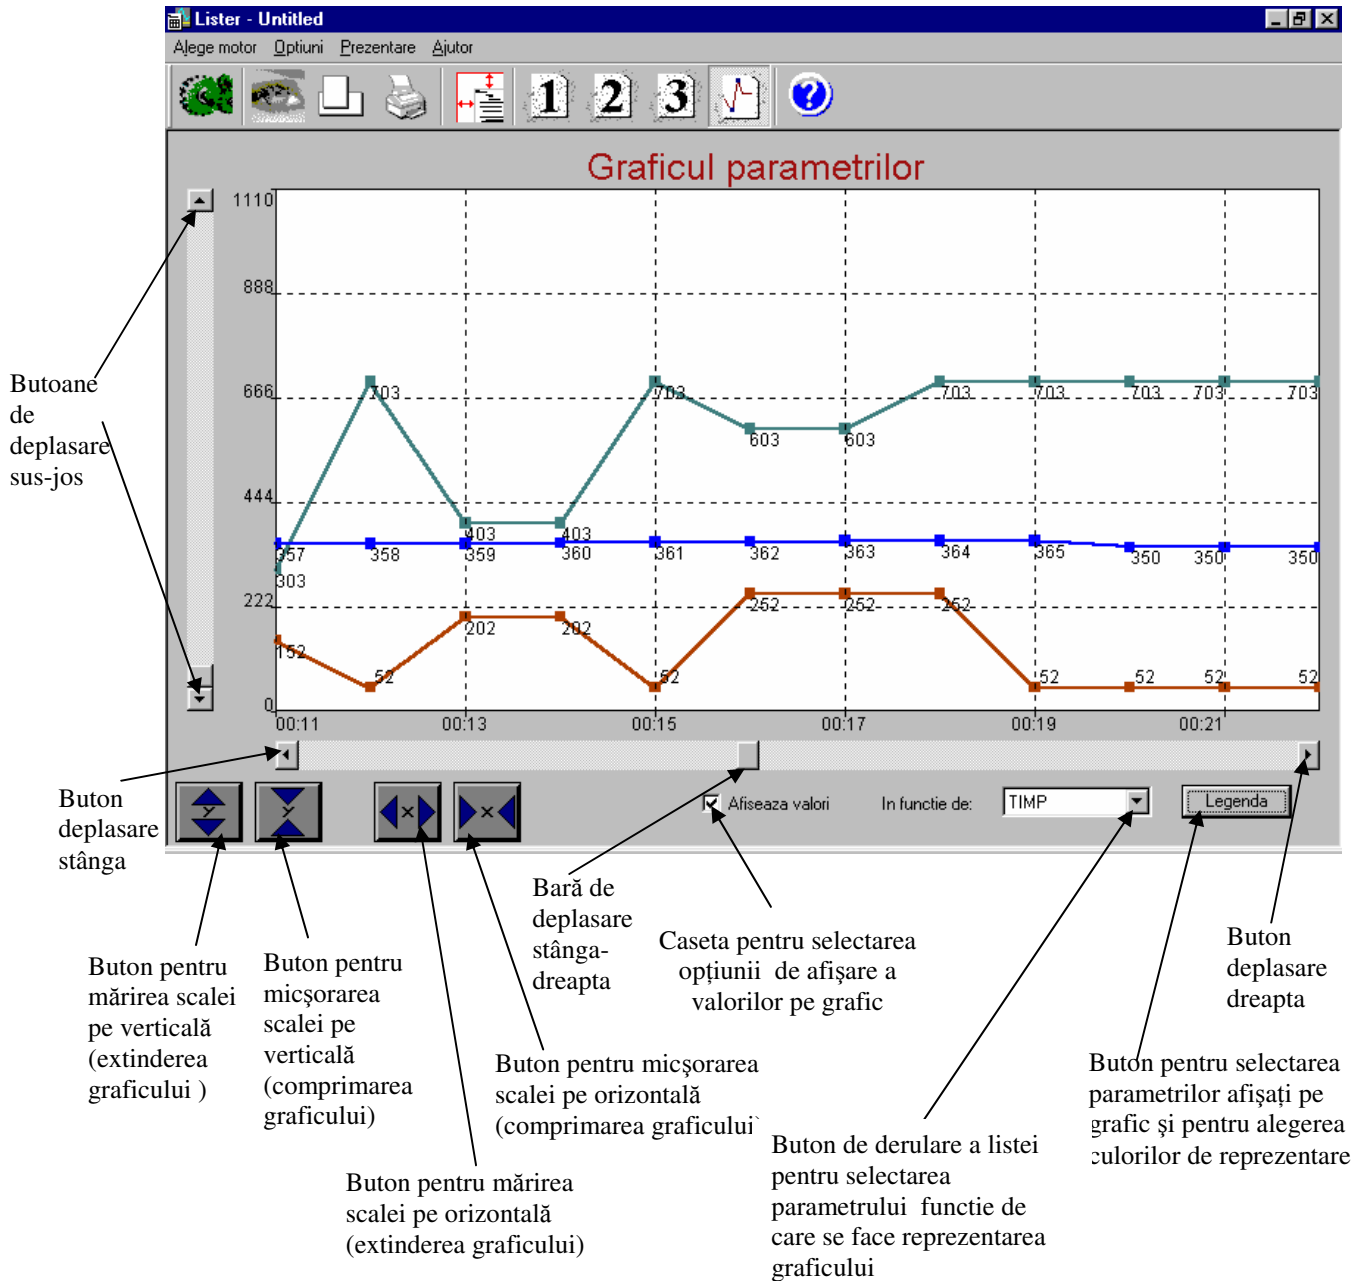 Lister - Untitled
Alege motor Optiuni Prezentare Ajutor
1 2 3 ?
Graficul parametrilor
1110
888
666
444
222
0
703 703 703 703 703 703 703
603 603
403 403
357 358 359 360 361 362 363 364 365 350 350 350
303
252 252 252
202 202
152
52 52 52 52 52 52
00:11 00:13 00:15 00:17 00:19 00:21
Y Y X X
Afiseaza valori In functie de: TIMP Legenda
Butoane
de
deplasare
sus-jos
Buton
deplasare
stânga
Buton pentru
mărirea scalei
pe verticală
(extinderea
graficului )
Buton pentru
micşorarea
scalei pe
verticală
(comprimarea
graficului)
Buton pentru mărirea
scalei pe orizontală
(extinderea graficului)
Buton pentru micşorarea
scalei pe orizontală
(comprimarea graficului)
Bară de
deplasare
stânga-
dreapta
Caseta pentru selectarea
opţiunii de afişare a
valorilor pe grafic
Buton de derulare a listei
pentru selectarea
parametrului functie de
care se face reprezentarea
graficului
Buton
deplasare
dreapta
Buton pentru selectarea
parametrilor afişaţi pe
grafic şi pentru alegerea
culorilor de reprezentare